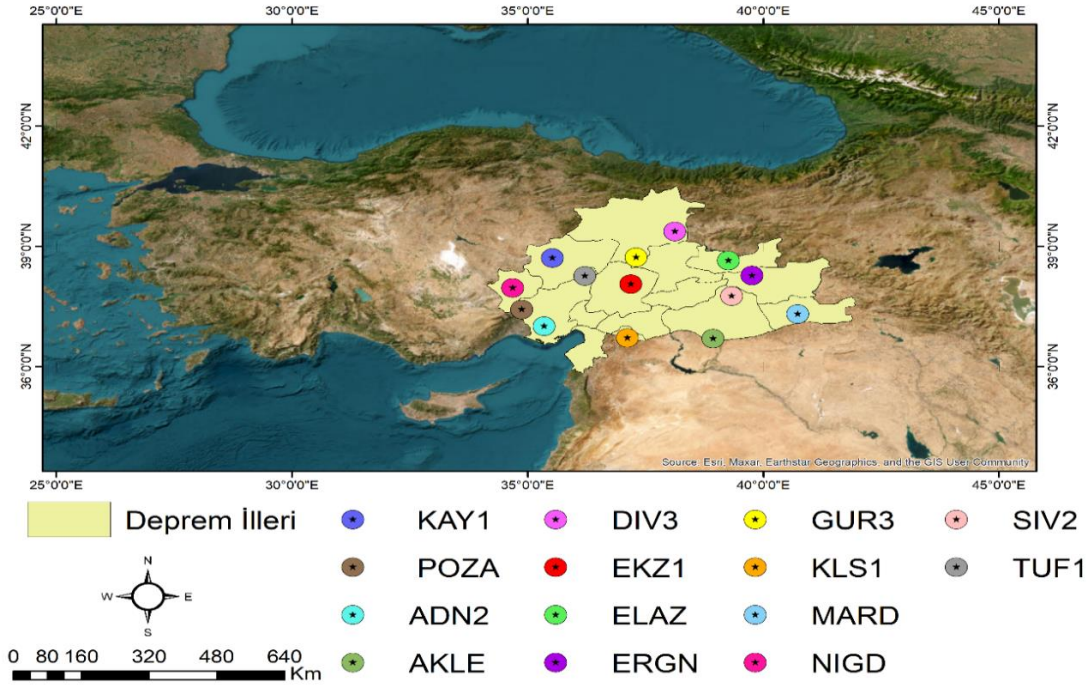 25°0'0"E 30°0'0"E 35°0'0"E 40°0'0"E 45°0'0"E
42°0'0"N 42°0'0"N
39°0'0"N 39°0'0"N
36°0'0"N 36°0'0"N
Source: Esri, Maxar, Earthstar Geographics, and the GIS User Community
25°0'0"E 30°0'0"E 35°0'0"E 40°0'0"E 45°0'0"E
Deprem İlleri KAY1 DIV3 GUR3 SIV2
POZA EKZ1 KLS1 TUF1
ADN2 ELAZ MARD
AKLE ERGN NIGD
N
W E
S
0 80 160 320 480 640
Km